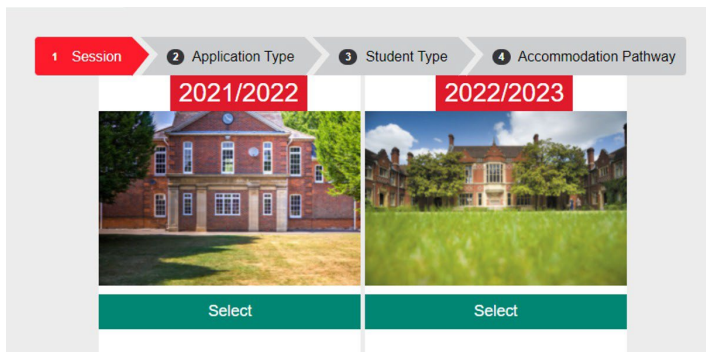 1 Session 2 Application Type 3 Student Type 4 Accommodation Pathway
2021/2022 2022/2023
Select Select